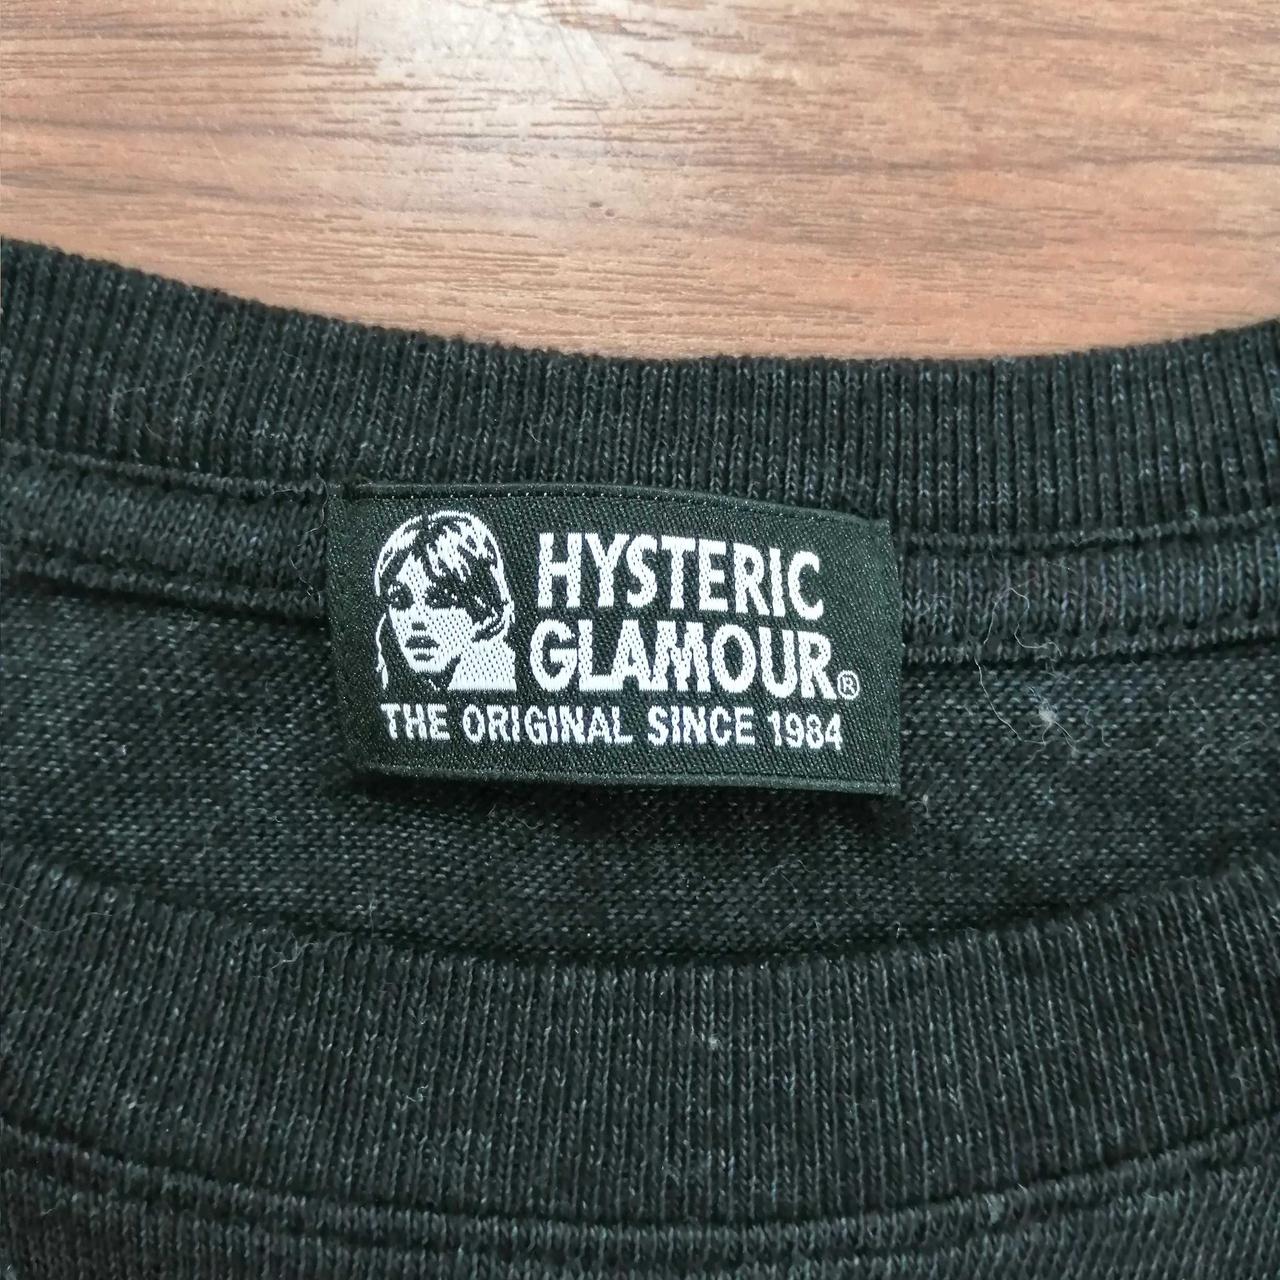 HYSTERIC
GLAMOUR®
THE ORIGINAL SINCE 1984